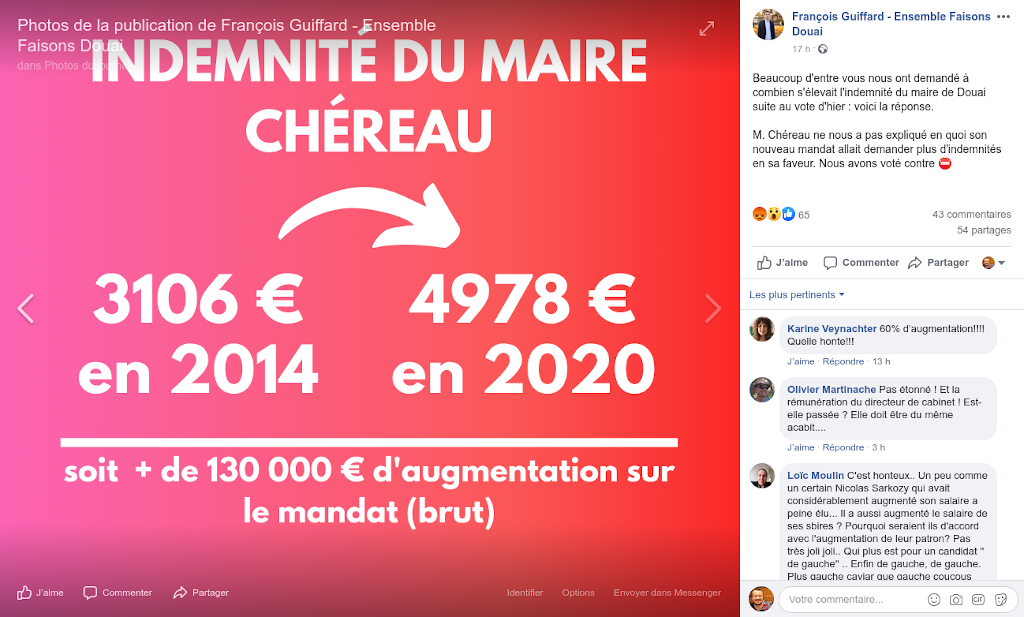 Photos de la publication de François Guiffard - Ensemble
Faisons Douai
dans Photos du journal
INDEMNITÉ DU MAIRE
CHÉREAU
3106 €
en 2014
4978 €
en 2020
soit + de 130 000 € d'augmentation sur
le mandat (brut)
J'aime
Commenter
Partager
Identifier
Options
Envoyer dans Messenger
François Guiffard - Ensemble Faisons
Douai
17 h
Beaucoup d'entre vous nous ont demandé à
combien s'élevait l'indemnité du maire de Douai
suite au vote d'hier : voici la réponse.
M. Chéreau ne nous a pas expliqué en quoi son
nouveau mandat allait demander plus d'indemnités
en sa faveur. Nous avons voté contre ⛔
65
43 commentaires
54 partages
J'aime
Commenter
Partager
Les plus pertinents
Karine Veynachter 60% d'augmentation!!!!
Quelle honte!!!
J'aime · Répondre · 13 h
Olivier Martinache Pas étonné ! Et la
rémunération du directeur de cabinet ! Est-
elle passée ? Elle doit être du même
acabit....
J'aime · Répondre · 3 h
Loïc Moulin C'est honteux.. Un peu comme
un certain Nicolas Sarkozy qui avait
considérablement augmenté son salaire a
peine élu... Il a aussi augmenté le salaire de
ses sbires ? Pourquoi seraient ils d'accord
avec l'augmentation de leur patron? Pas
très joli joli.. Qui plus est pour un candidat "
de gauche" .. Enfin de gauche, de gauche.
Plus gauche caviar que gauche coucous
Votre commentaire...
GIF